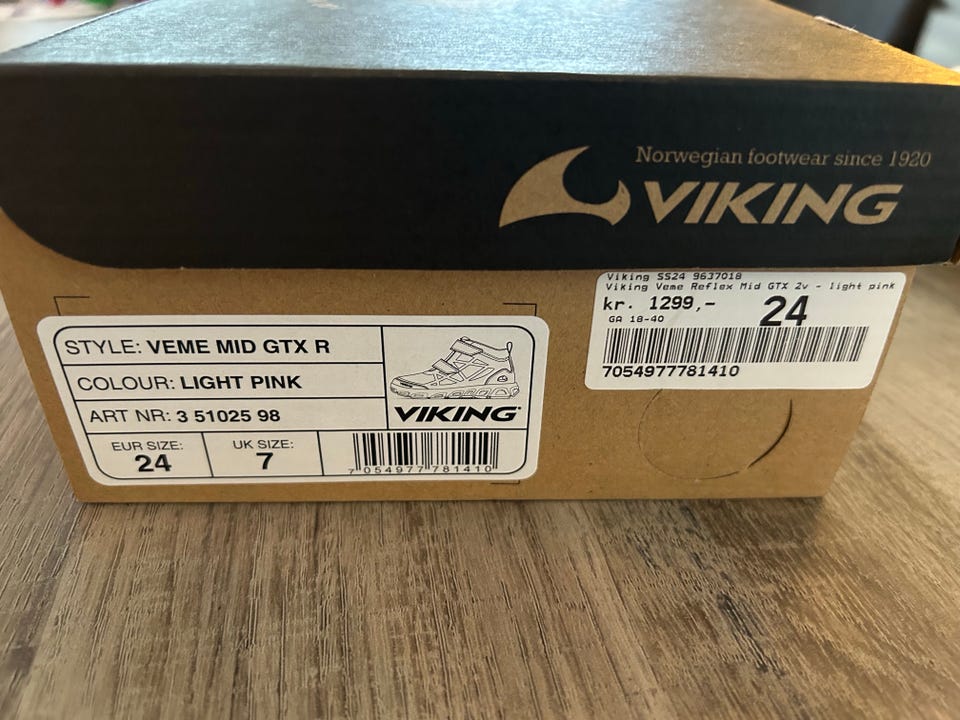 Norwegian footwear since 1920
VIKING
Viking SS24 9637018
Viking Veme Reflex Mid GTX 2v - light pink
kr. 1299,-
24
GA 18-40
7054977781410
STYLE: VEME MID GTX R
COLOUR: LIGHT PINK
ART NR: 3 51025 98
VIKING
EUR SIZE:
24
UK SIZE:
7
7 054977 781410